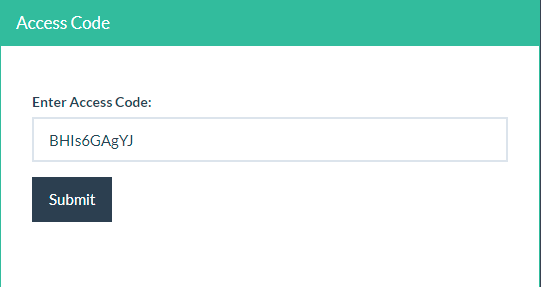 Access Code
Enter Access Code:
BHIs6GAgYJ
Submit